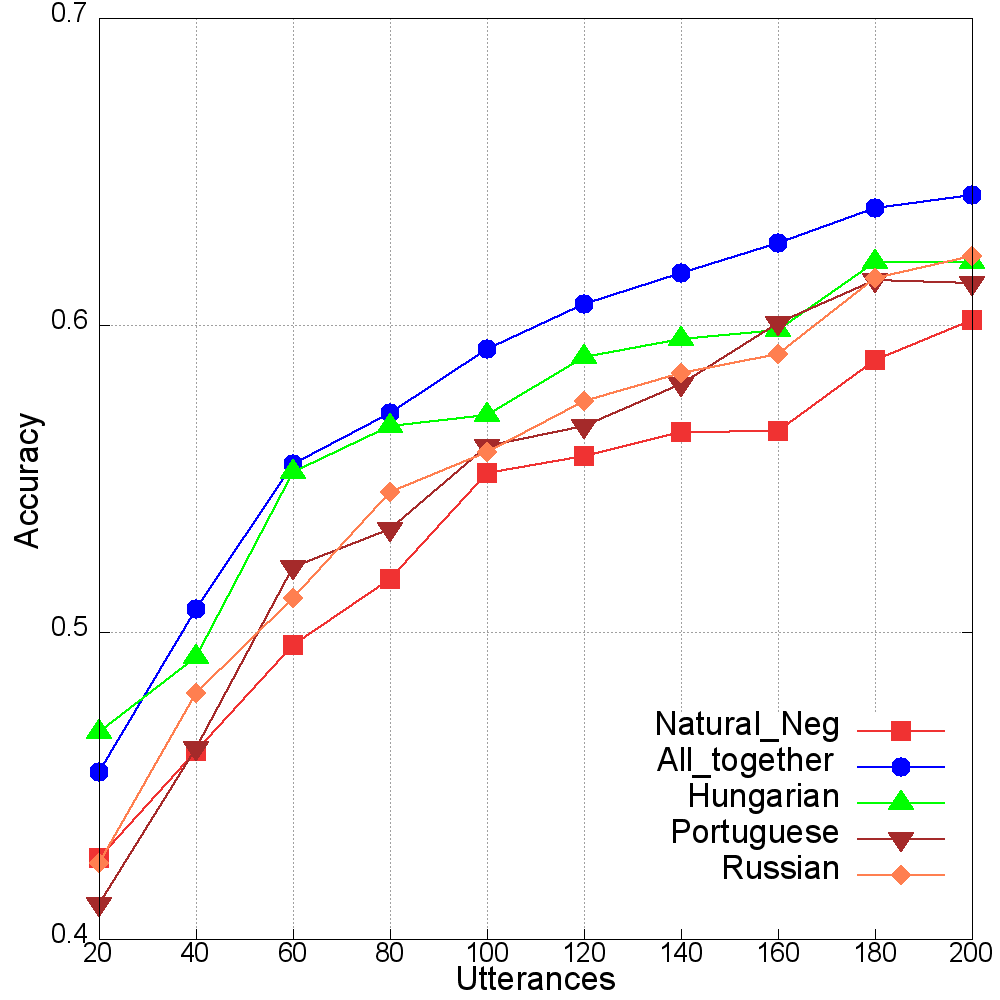 0.7
0.6
0.5
0.4
Accuracy
20 40 60 80 100 120 140 160 180 200
Utterances
Natural_Neg
All_together
Hungarian
Portuguese
Russian